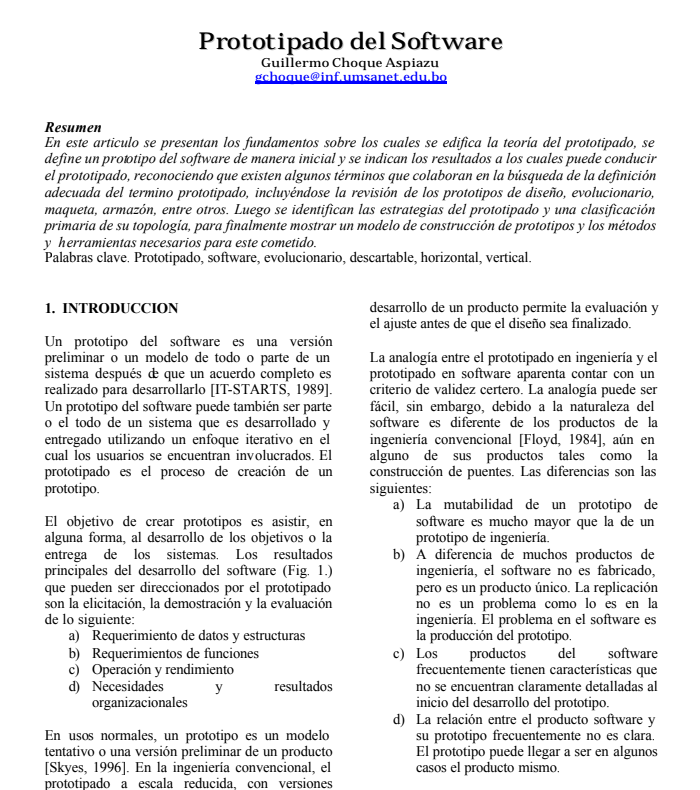 Prototipado del Software
Guillermo Choque Aspiazu
gchoque@inf.umsanet.edu.bo
Resumen
En este articulo se presentan los fundamentos sobre los cuales se edifica la teoría del prototipado, se
define un prototipo del software de manera inicial y se indican los resultados a los cuales puede conducir
el prototipado, reconociendo que existen algunos términos que colaboran en la búsqueda de la definición
adecuada del termino prototipado, incluyéndose la revisión de los prototipos de diseño, evolucionario,
maqueta, armazón, entre otros. Luego se identifican las estrategias del prototipado y una clasificación
primaria de su topología, para finalmente mostrar un modelo de construcción de prototipos y los métodos
y herramientas necesarios para este cometido.
Palabras clave. Prototipado, software, evolucionario, descartable, horizontal, vertical.
1. INTRODUCCION
Un prototipo del software es una versión
preliminar o un modelo de todo o parte de un
sistema después de que un acuerdo completo es
realizado para desarrollarlo [IT-STARTS, 1989].
Un prototipo del software puede también ser parte
o el todo de un sistema que es desarrollado y
entregado utilizando un enfoque iterativo en el
cual los usuarios se encuentran involucrados. El
prototipado es el proceso de creación de un
prototipo.
El objetivo de crear prototipos es asistir, en
alguna forma, al desarrollo de los objetivos o la
entrega de los sistemas. Los resultados
principales del desarrollo del software (Fig. 1.)
que pueden ser direccionados por el prototipado
son la elicitación, la demostración y la evaluación
de lo siguiente:
a) Requerimiento de datos y estructuras
b) Requerimientos de funciones
c) Operación y rendimiento
d) Necesidades y resultados
organizacionales
En usos normales, un prototipo es un modelo
tentativo o una versión preliminar de un producto
[Skyes, 1996]. En la ingeniería convencional, el
prototipado a escala reducida, con versiones
desarrollo de un producto permite la evaluación y
el ajuste antes de que el diseño sea finalizado.
La analogía entre el prototipado en ingeniería y el
prototipado en software aparenta contar con un
criterio de validez certero. La analogía puede ser
fácil, sin embargo, debido a la naturaleza del
software es diferente de los productos de la
ingeniería convencional [Floyd, 1984], aún en
alguno de sus productos tales como la
construcción de puentes. Las diferencias son las
siguientes:
a) La mutabilidad de un prototipo de
software es mucho mayor que la de un
prototipo de ingeniería.
b) A diferencia de muchos productos de
ingeniería, el software no es fabricado,
pero es un producto único. La replicación
no es un problema como lo es en la
ingeniería. El problema en el software es
la producción del prototipo.
c) Los productos del software
frecuentemente tienen características que
no se encuentran claramente detalladas al
inicio del desarrollo del prototipo.
d) La relación entre el producto software y
su prototipo frecuentemente no es clara.
El prototipo puede llegar a ser en algunos
casos el producto mismo.